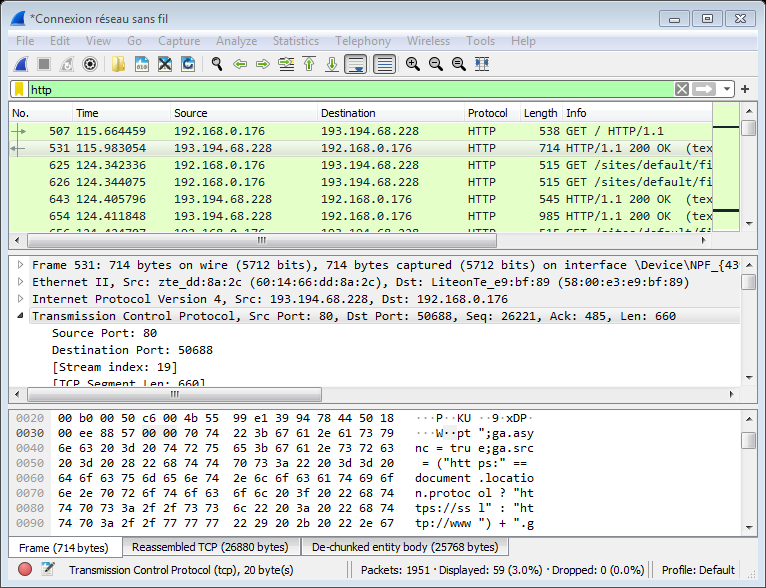 *Connexion réseau sans fil
File Edit View Go Capture Analyze Statistics Telephony Wireless Tools Help
http
No. Time Source Destination Protocol Length Info
507 115.664459 192.168.0.176 193.194.68.228 HTTP 538 GET / HTTP/1.1
531 115.983054 193.194.68.228 192.168.0.176 HTTP 714 HTTP/1.1 200 OK (tex
625 124.342336 192.168.0.176 193.194.68.228 HTTP 515 GET /sites/default/fi
626 124.344075 192.168.0.176 193.194.68.228 HTTP 515 GET /sites/default/fi
643 124.405796 193.194.68.228 192.168.0.176 HTTP 545 HTTP/1.1 200 OK (tex
654 124.411848 193.194.68.228 192.168.0.176 HTTP 985 HTTP/1.1 200 OK (tex
Frame 531: 714 bytes on wire (5712 bits), 714 bytes captured (5712 bits) on interface \Device\NPF_{439
Ethernet II, Src: zte_dd:8a:2c (60:14:66:dd:8a:2c), Dst: LiteonTe_e9:bf:89 (58:00:e3:e9:bf:89)
Internet Protocol Version 4, Src: 193.194.68.228, Dst: 192.168.0.176
Transmission Control Protocol, Src Port: 80, Dst Port: 50688, Seq: 26221, Ack: 485, Len: 660
Source Port: 80
Destination Port: 50688
[Stream index: 19]
[TCP Segment Len: 660]
0020 00 b0 00 50 c6 00 4b 55 99 e1 39 94 78 44 50 18 ···P··KU ··9·xDP·
0030 00 ee 88 57 00 00 70 74 22 3b 67 61 2e 61 73 79 ···W··pt ";ga.asy
0040 6e 63 20 3d 20 74 72 75 65 3b 67 61 2e 73 72 63 nc = tru e;ga.src
0050 20 3d 20 28 22 68 74 74 70 73 3a 22 20 3d 3d 20 = ("htt ps:" ==
0060 64 6f 63 75 6d 65 6e 74 2e 6c 6f 63 61 74 69 6f document .locatio
0070 6e 2e 70 72 6f 74 6f 63 6f 6c 20 3f 20 22 68 74 n.protoc ol ? "ht
0080 74 70 73 3a 2f 2f 73 73 6c 22 20 3a 20 22 68 74 tps://ss l" : "ht
0090 74 70 3a 2f 2f 77 77 77 22 29 20 2b 20 22 2e 67 tp://www ") + ".g
Frame (714 bytes) Reassembled TCP (26880 bytes) De-chunked entity body (25768 bytes)
Transmission Control Protocol (tcp), 20 byte(s) Packets: 1951 · Displayed: 59 (3.0%) · Dropped: 0 (0.0%) Profile: Default